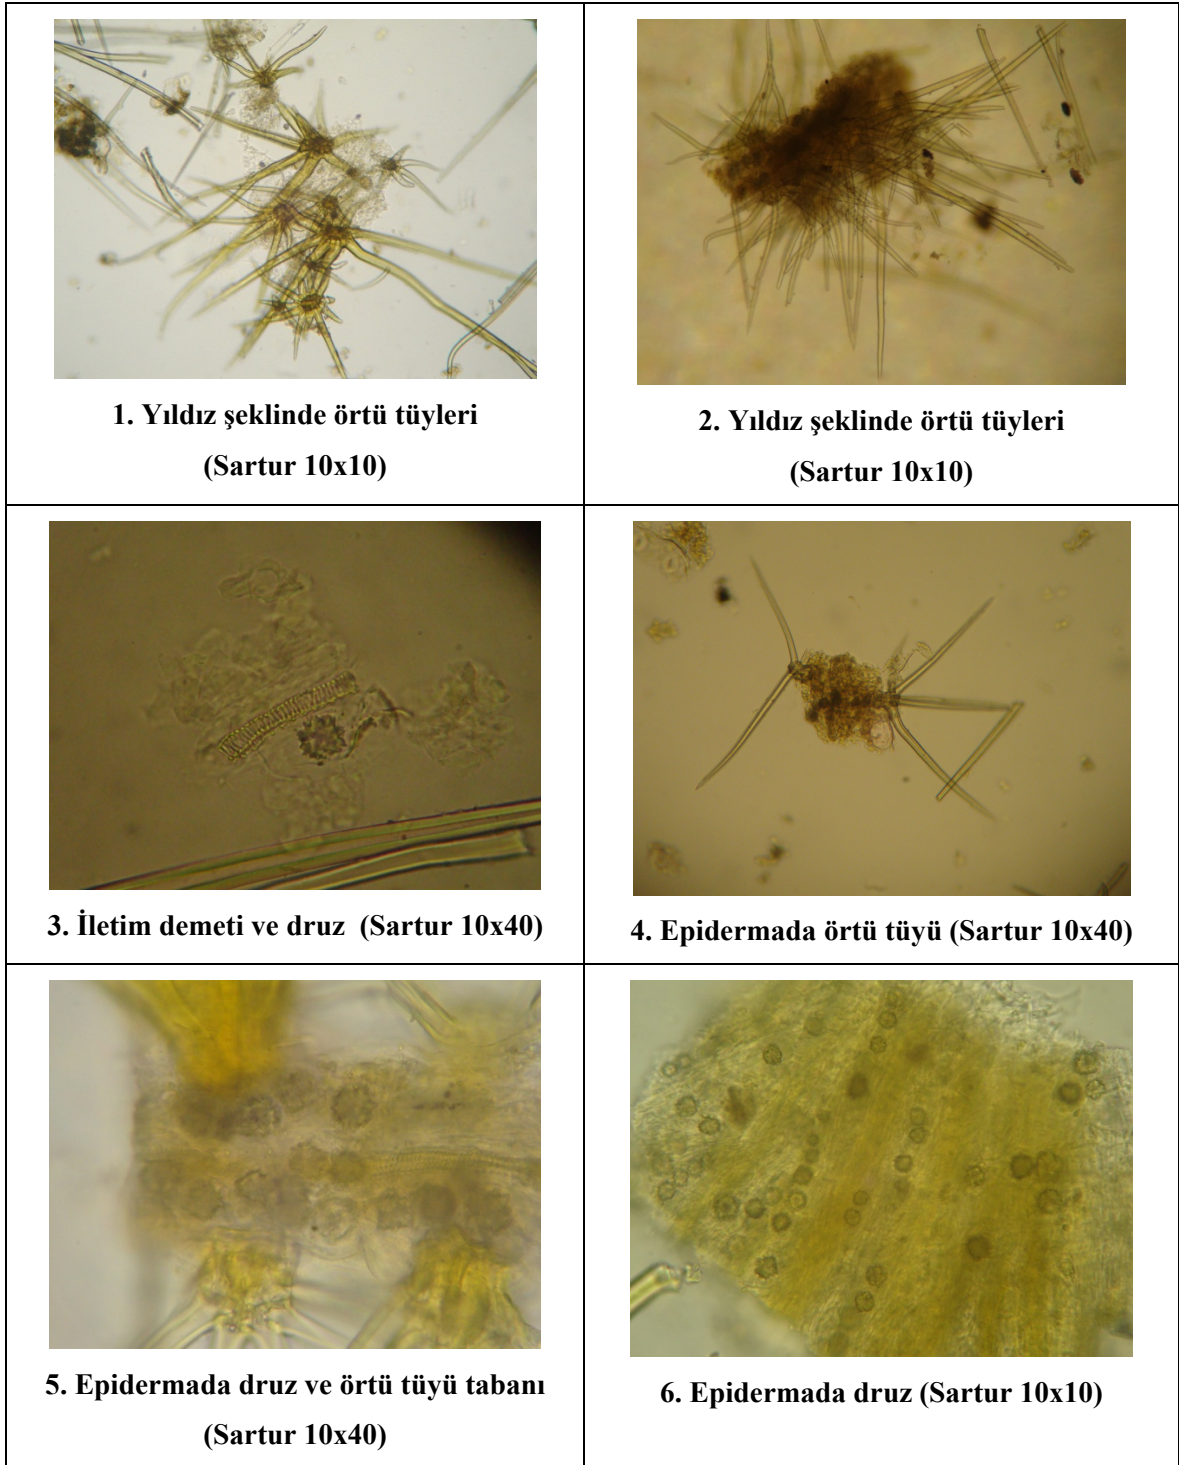 1. Yıldız şeklinde örtü tüyleri
(Sartur 10x10)
2. Yıldız şeklinde örtü tüyleri
(Sartur 10x10)
3. İletim demeti ve druz (Sartur 10x40)
4. Epidermada örtü tüyü (Sartur 10x40)
5. Epidermada druz ve örtü tüyü tabanı
(Sartur 10x40)
6. Epidermada druz (Sartur 10x10)